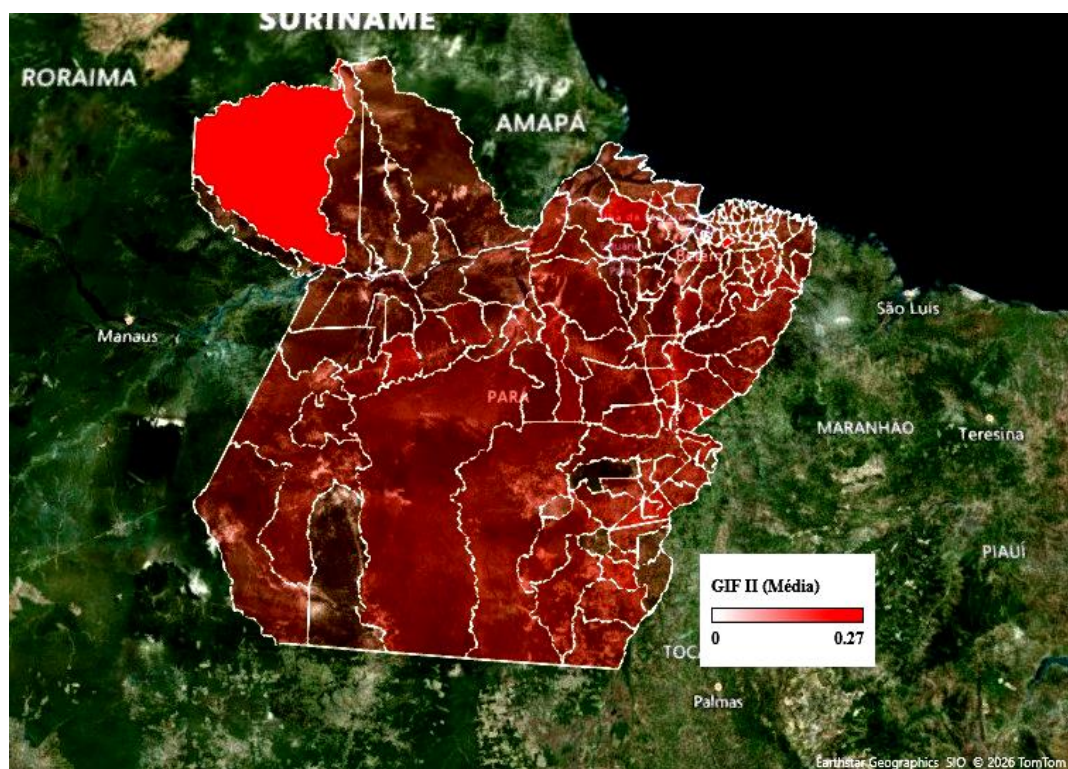 SURINAME
RORAIMA
AMAPÁ
Belém
São Luís
Manaus
PARÁ
MARANHÃO
Teresina
PIAUÍ
GIF II (Média)
0 0.27
Palmas
Earthstar Geographics SIO © 2026 TomTom